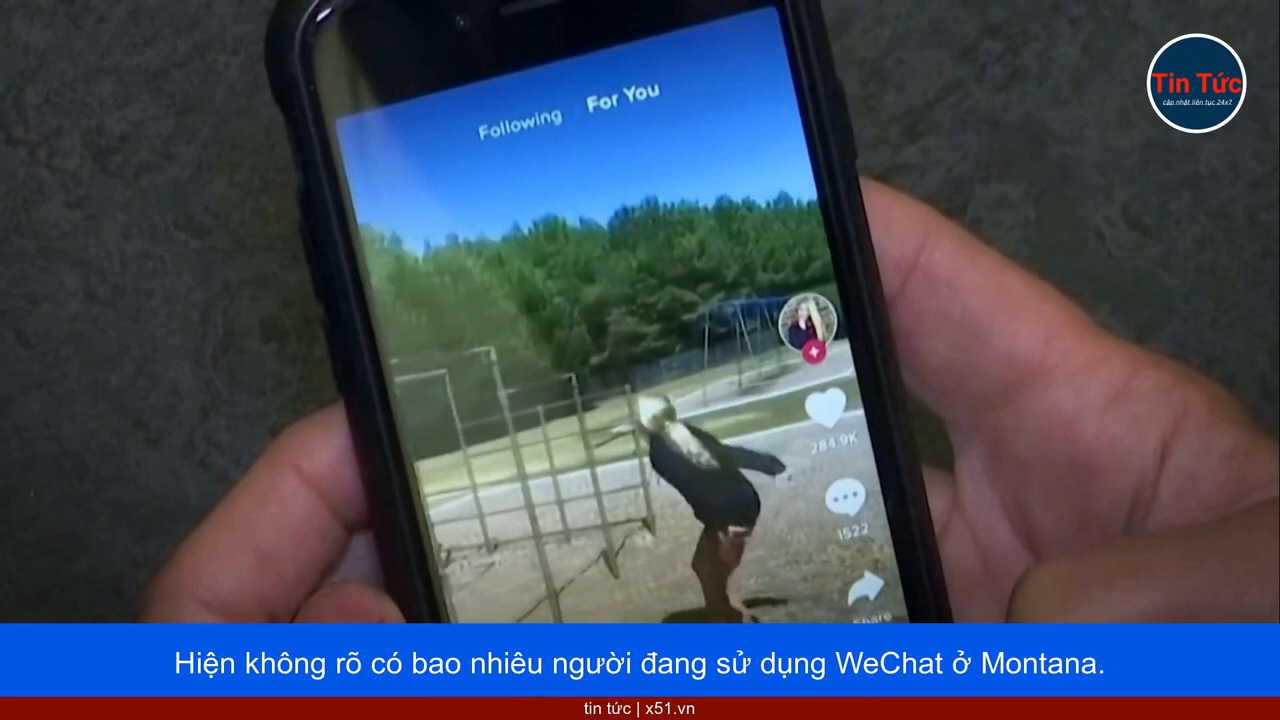 Following For You
Tin Tức
cập nhật liên tục 24x7
284.9K
1522
Share
Hiện không rõ có bao nhiêu người đang sử dụng WeChat ở Montana.
tin tức | x51.vn